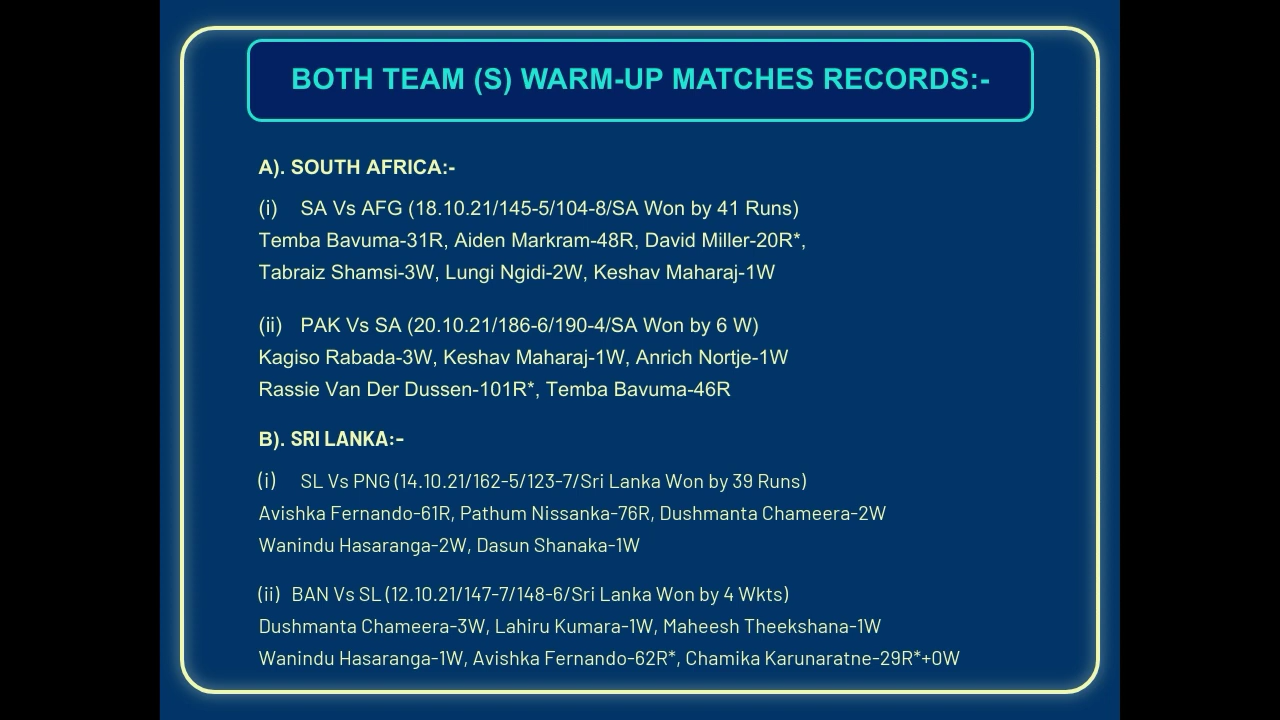 BOTH TEAM (S) WARM-UP MATCHES RECORDS:-
A). SOUTH AFRICA:-
(i) SA Vs AFG (18.10.21/145-5/104-8/SA Won by 41 Runs)
Temba Bavuma-31R, Aiden Markram-48R, David Miller-20R*,
Tabraiz Shamsi-3W, Lungi Ngidi-2W, Keshav Maharaj-1W
(ii) PAK Vs SA (20.10.21/186-6/190-4/SA Won by 6 W)
Kagiso Rabada-3W, Keshav Maharaj-1W, Anrich Nortje-1W
Rassie Van Der Dussen-101R*, Temba Bavuma-46R
B). SRI LANKA:-
(i) SL Vs PNG (14.10.21/162-5/123-7/Sri Lanka Won by 39 Runs)
Avishka Fernando-61R, Pathum Nissanka-76R, Dushmanta Chameera-2W
Wanindu Hasaranga-2W, Dasun Shanaka-1W
(ii) BAN Vs SL (12.10.21/147-7/148-6/Sri Lanka Won by 4 Wkts)
Dushmanta Chameera-3W, Lahiru Kumara-1W, Maheesh Theekshana-1W
Wanindu Hasaranga-1W, Avishka Fernando-62R*, Chamika Karunaratne-29R*+0W